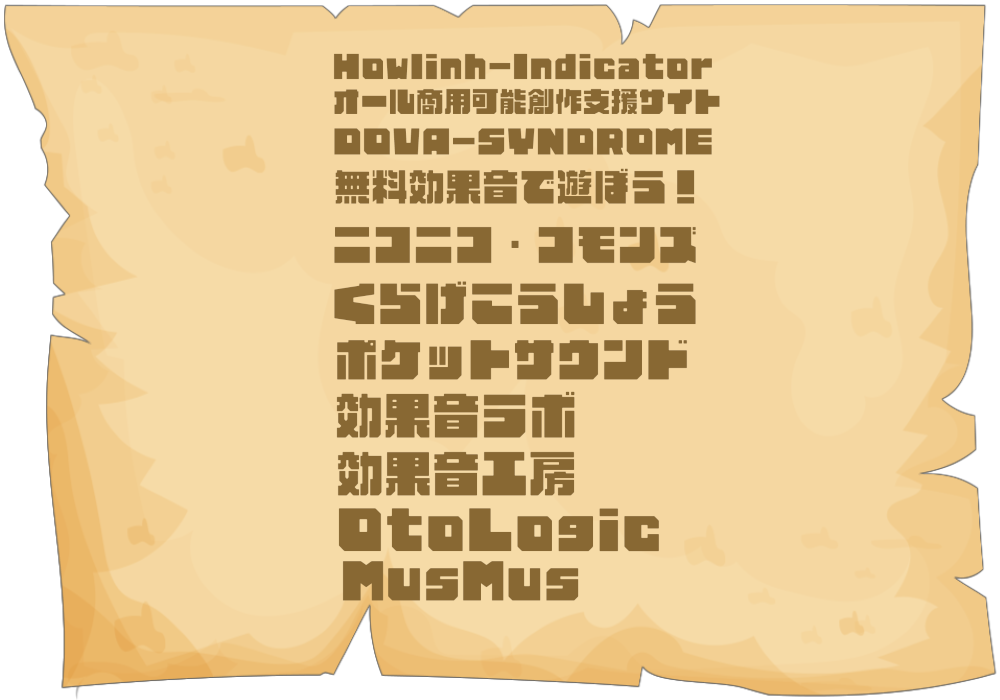 Howlinh-Indicator
オール商用可能創作支援サイト
DOVA-SYNDROME
無料効果音で遊ぼう！
ニコニコ・コモンズ
くらげこうしょう
ポケットサウンド
効果音ラボ
効果音工房
OtoLogic
MusMus